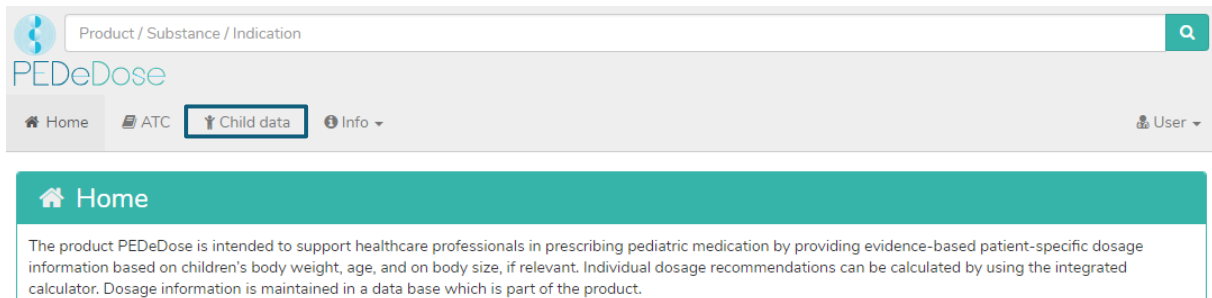 Product / Substance / Indication
PEDeDose
Home ATC Child data Info User
Home
The product PEDeDose is intended to support healthcare professionals in prescribing pediatric medication by providing evidence-based patient-specific dosage
information based on children's body weight, age, and on body size, if relevant. Individual dosage recommendations can be calculated by using the integrated
calculator. Dosage information is maintained in a data base which is part of the product.